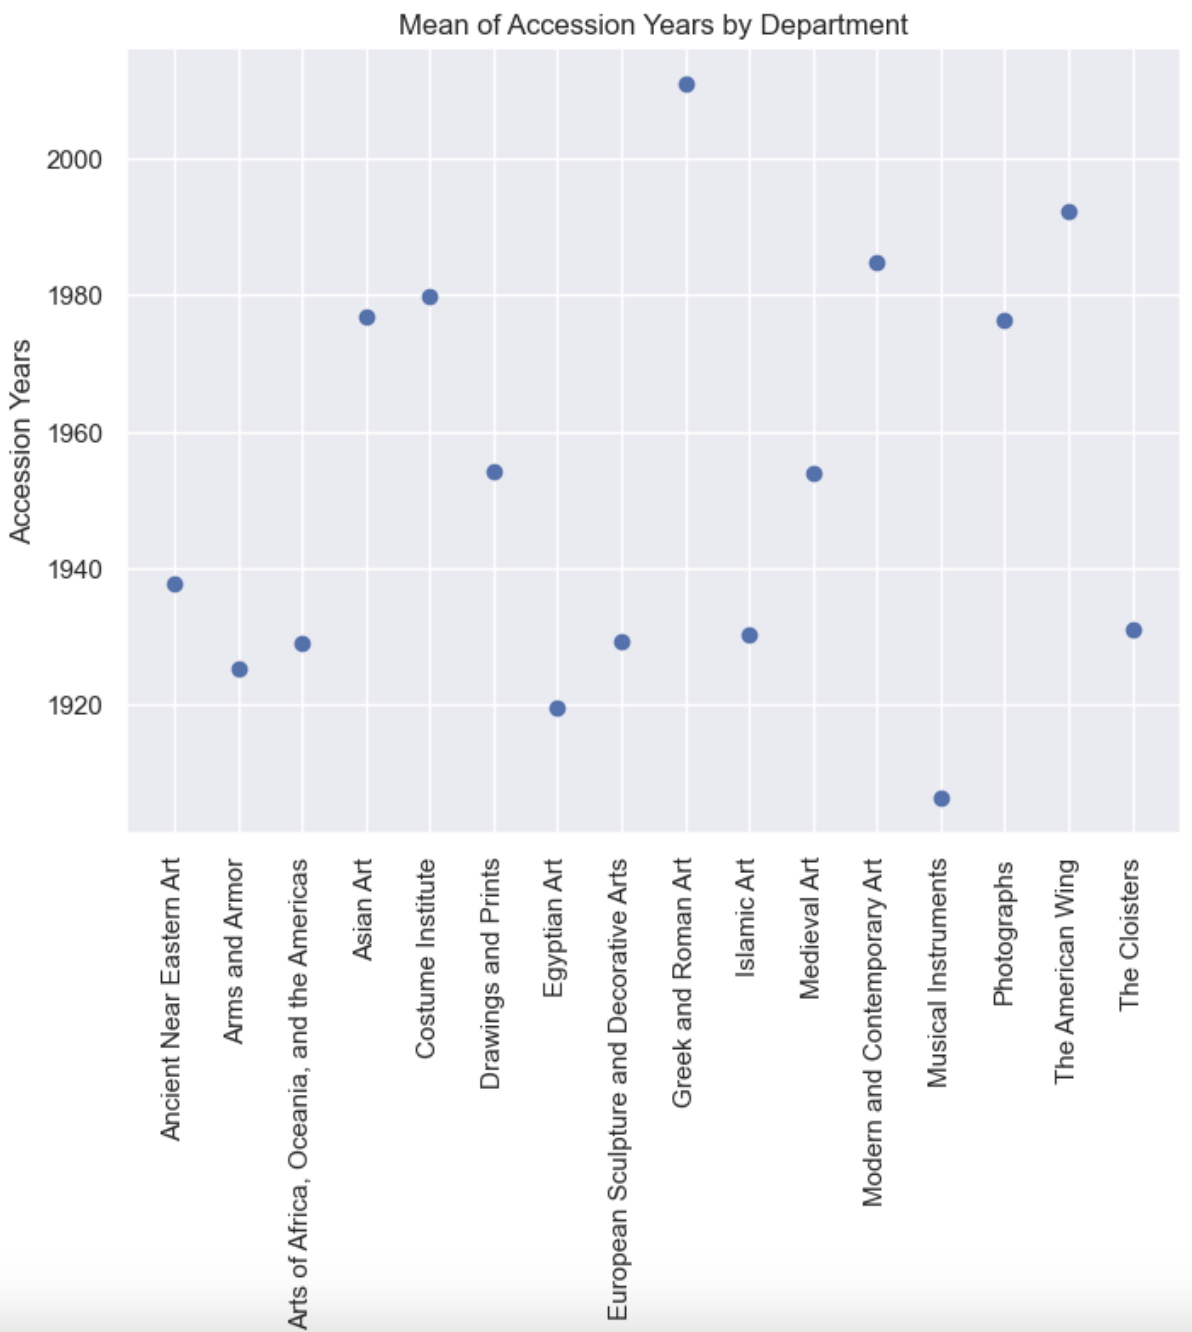 Mean of Accession Years by Department
Accession Years
2000
1980
1960
1940
1920
Ancient Near Eastern Art
Arms and Armor
Arts of Africa, Oceania, and the Americas
Asian Art
Costume Institute
Drawings and Prints
Egyptian Art
European Sculpture and Decorative Arts
Greek and Roman Art
Islamic Art
Medieval Art
Modern and Contemporary Art
Musical Instruments
Photographs
The American Wing
The Cloisters